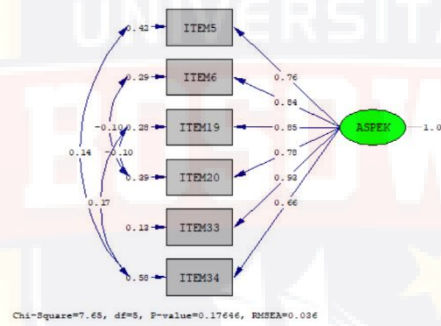 UNIVERSIT
BOSOW
0.42 ITEM5
0.76
0.29 ITEM6
0.84
-0.10 0.28 ITEM19 0.85 ASPEK 1.0
0.14 -0.10 0.78
0.39 ITEM20
0.93
0.17 0.66
0.13 ITEM33
0.58 ITEM34
Chi-Square=7.65, df=5, P-value=0.17646, RMSEA=0.036